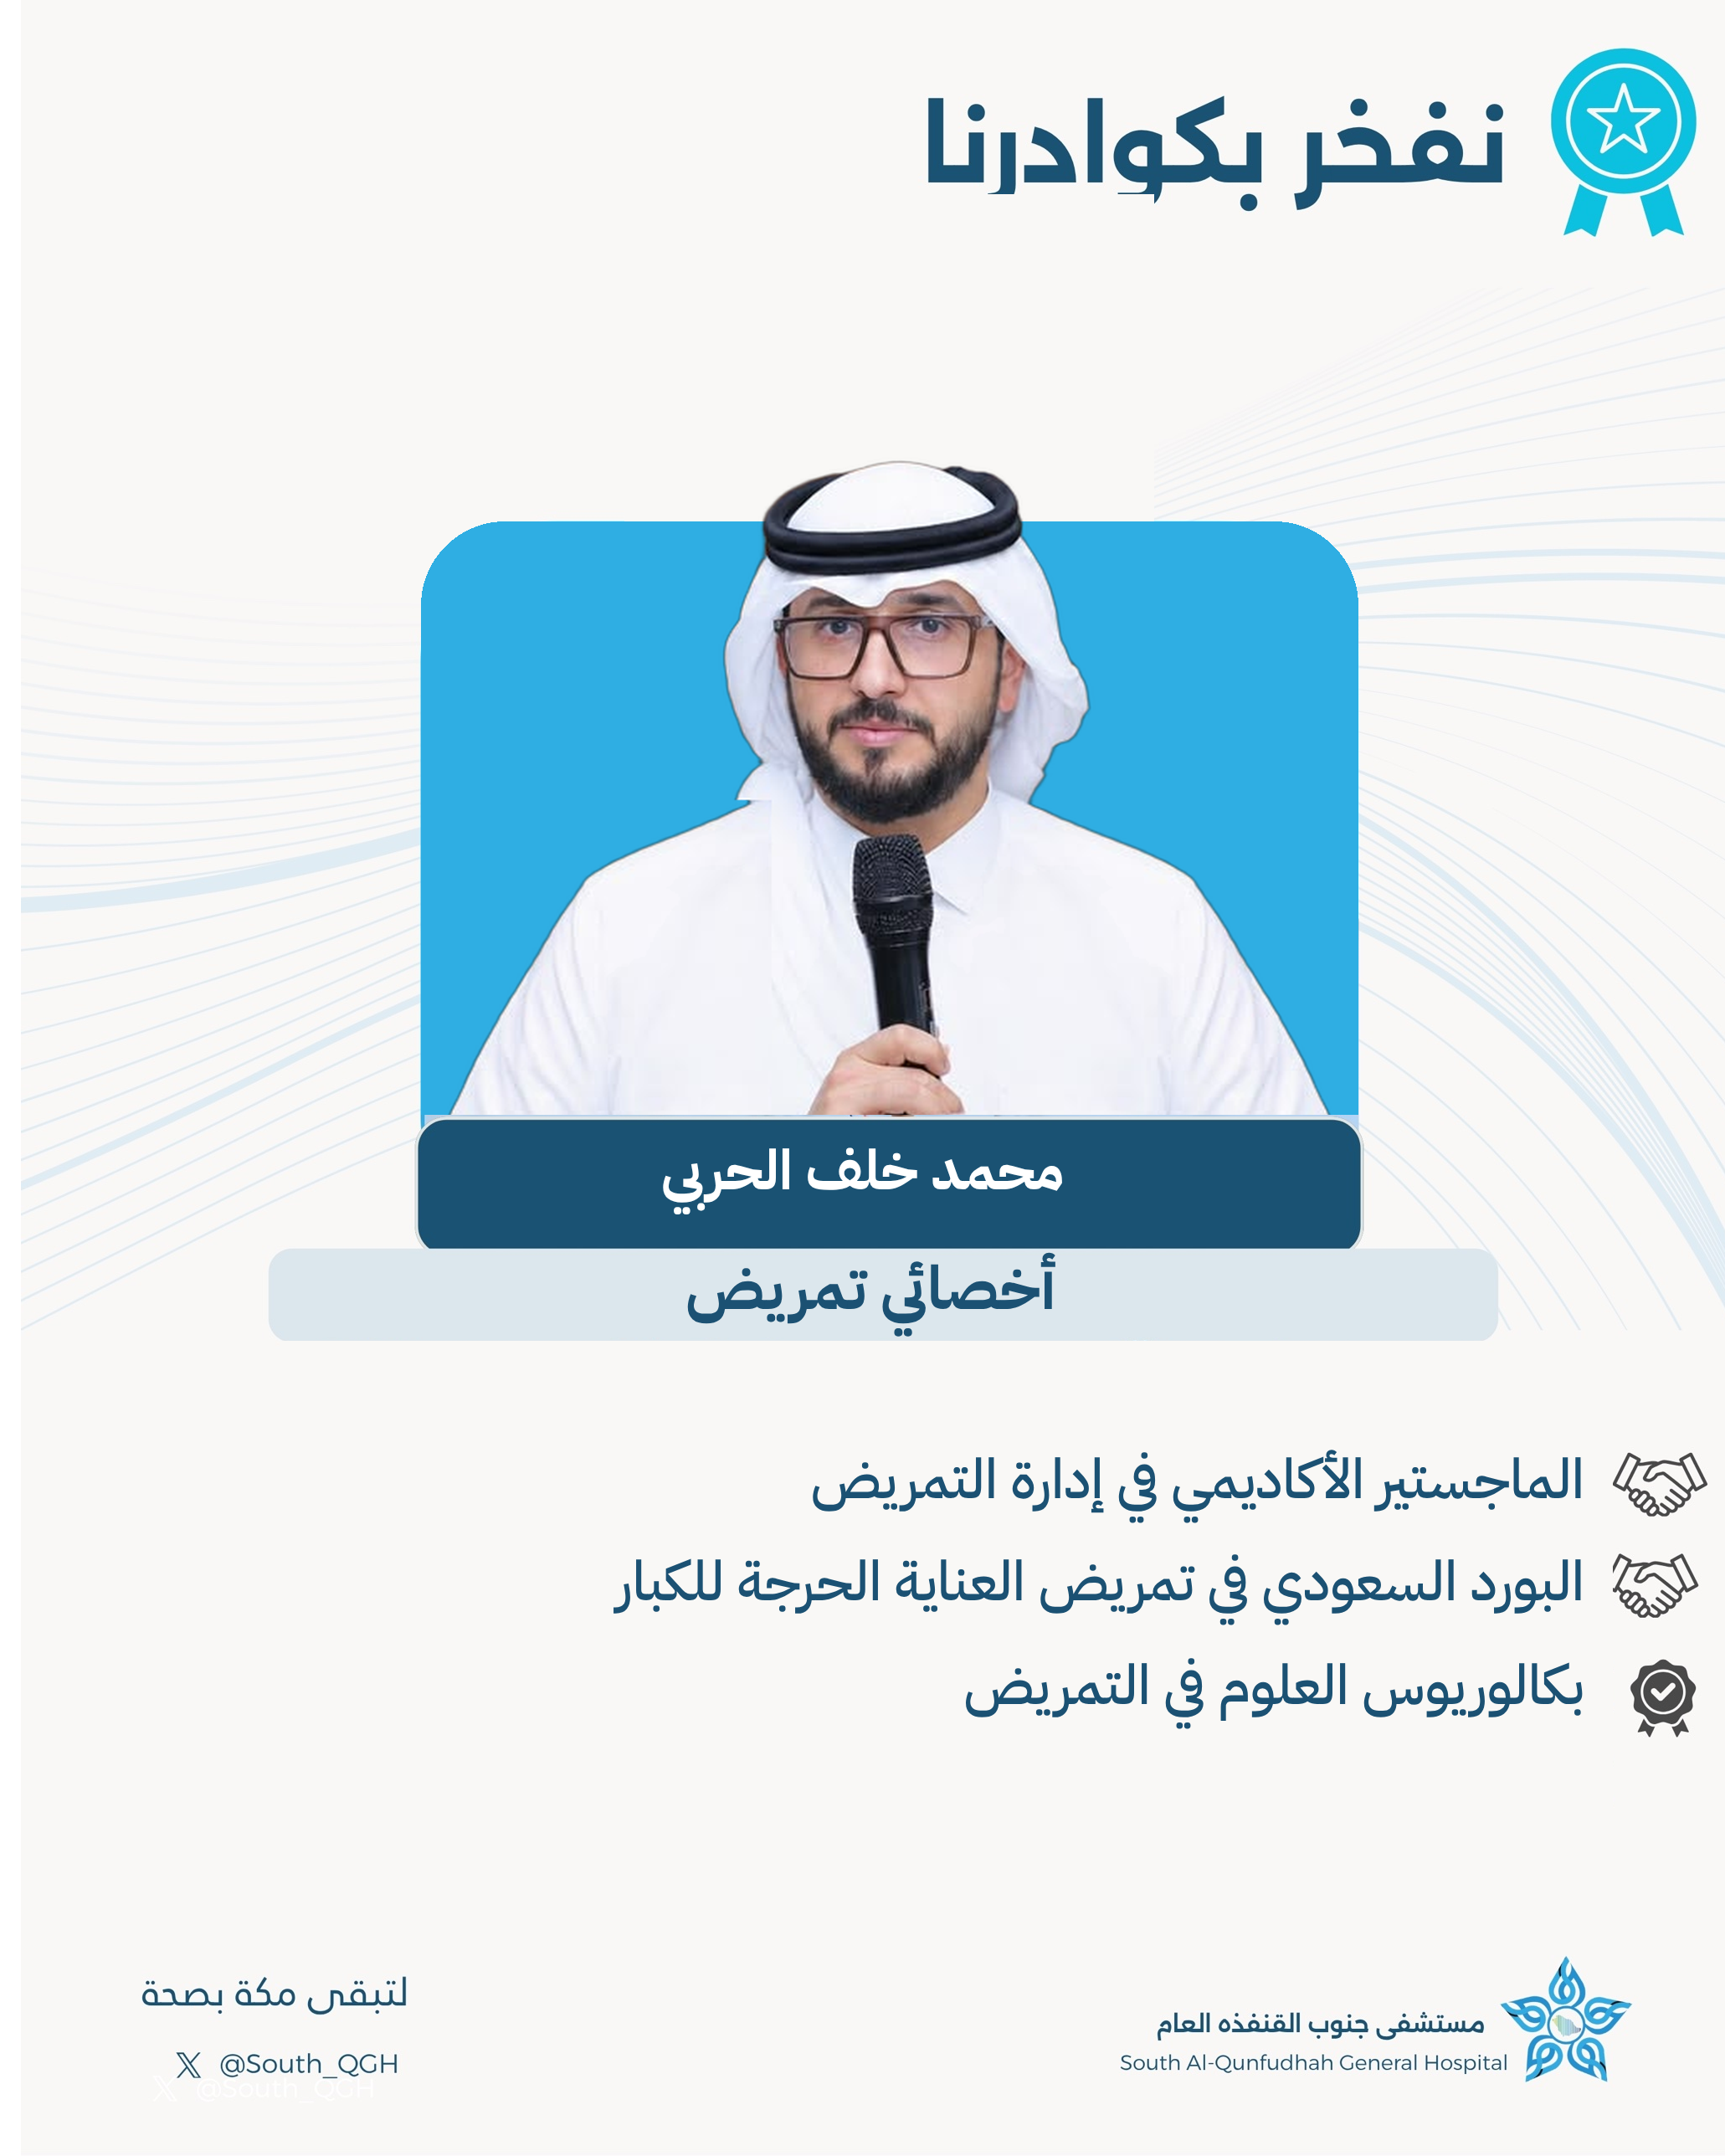 نفخر بكوادرنا
محمد خلف الحربي
أخصائي تمريض
الماجستير الأكاديمي في إدارة التمريض
البورد السعودي في تمريض العناية الحرجة للكبار
بكالوريوس العلوم في التمريض
مستشفى جنوب القنفذه العام
South Al-Qunfudhah General Hospital
لتبقى مكة بصحة
@South_QGH
@South_QGH